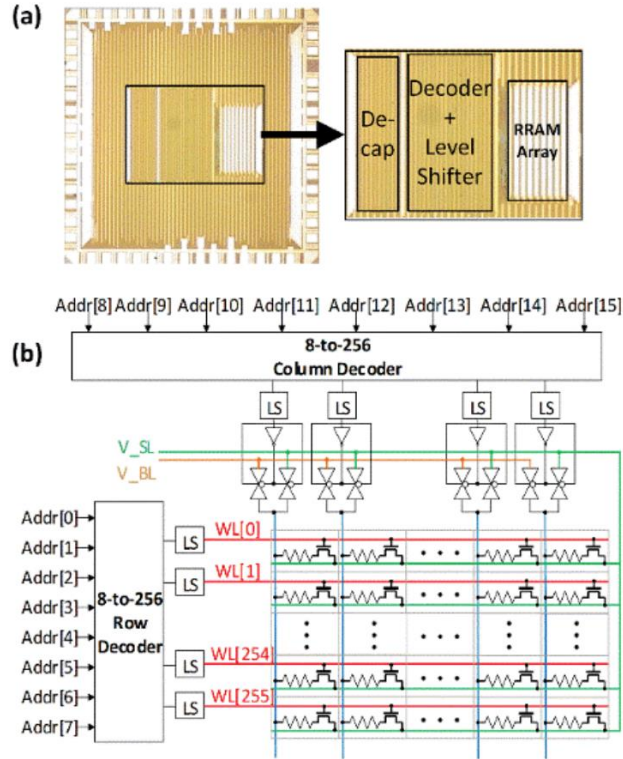 (a)
De-
cap
Decoder
+
Level
Shifter
RRAM
Array
Addr[8] Addr[9] Addr[10] Addr[11] Addr[12] Addr[13] Addr[14] Addr[15]
(b)
8-to-256
Column Decoder
LS LS LS LS
V_SL
V_BL
Addr[0]
Addr[1]
Addr[2]
Addr[3]
Addr[4]
Addr[5]
Addr[6]
Addr[7]
8-to-256
Row
Decoder
LS WL[0]
LS WL[1]
LS WL[254]
LS WL[255]